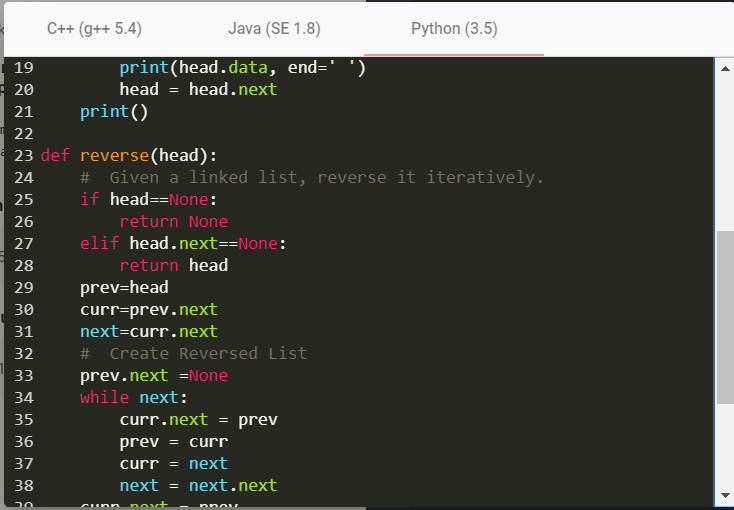 C++ (g++ 5.4) Java (SE 1.8) Python (3.5)
19         print(head.data, end=' ')
20         head = head.next
21     print()
22
23 def reverse(head):
24     #  Given a linked list, reverse it iteratively.
25     if head==None:
26         return None
27     elif head.next==None:
28         return head
29     prev=head
30     curr=prev.next
31     next=curr.next
32     #  Create Reversed List
33     prev.next =None
34     while next:
35         curr.next = prev
36         prev = curr
37         curr = next
38         next = next.next
39     curr.next = prev